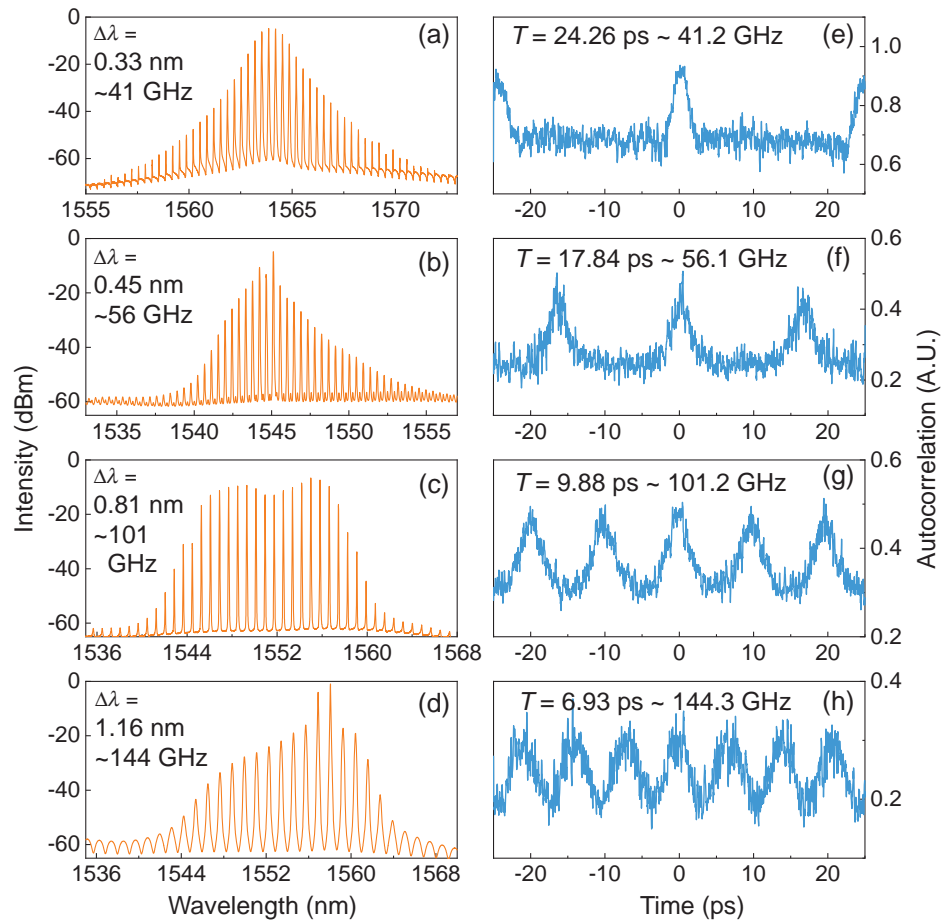 0
-20
-40
-60
1555
1560
1565
1570
Δλ =
0.33 nm
~41 GHz
(a)
T = 24.26 ps ~ 41.2 GHz
(e)
1.0
0.8
0.6
-20
-10
0
10
20
0
-20
-40
-60
1535
1540
1545
1550
1555
Δλ =
0.45 nm
~56 GHz
(b)
T = 17.84 ps ~ 56.1 GHz
(f)
0.6
0.4
0.2
-20
-10
0
10
20
0
-20
-40
-60
1536
1544
1552
1560
1568
Δλ =
0.81 nm
~101
GHz
(c)
T = 9.88 ps ~ 101.2 GHz
(g)
0.6
0.4
0.2
-20
-10
0
10
20
0
-20
-40
-60
1536
1544
1552
1560
1568
Δλ =
1.16 nm
~144 GHz
(d)
T = 6.93 ps ~ 144.3 GHz
(h)
0.4
0.2
-20
-10
0
10
20
Intensity (dBm)
Wavelength (nm)
Time (ps)
Autocorrelation (A.U.)